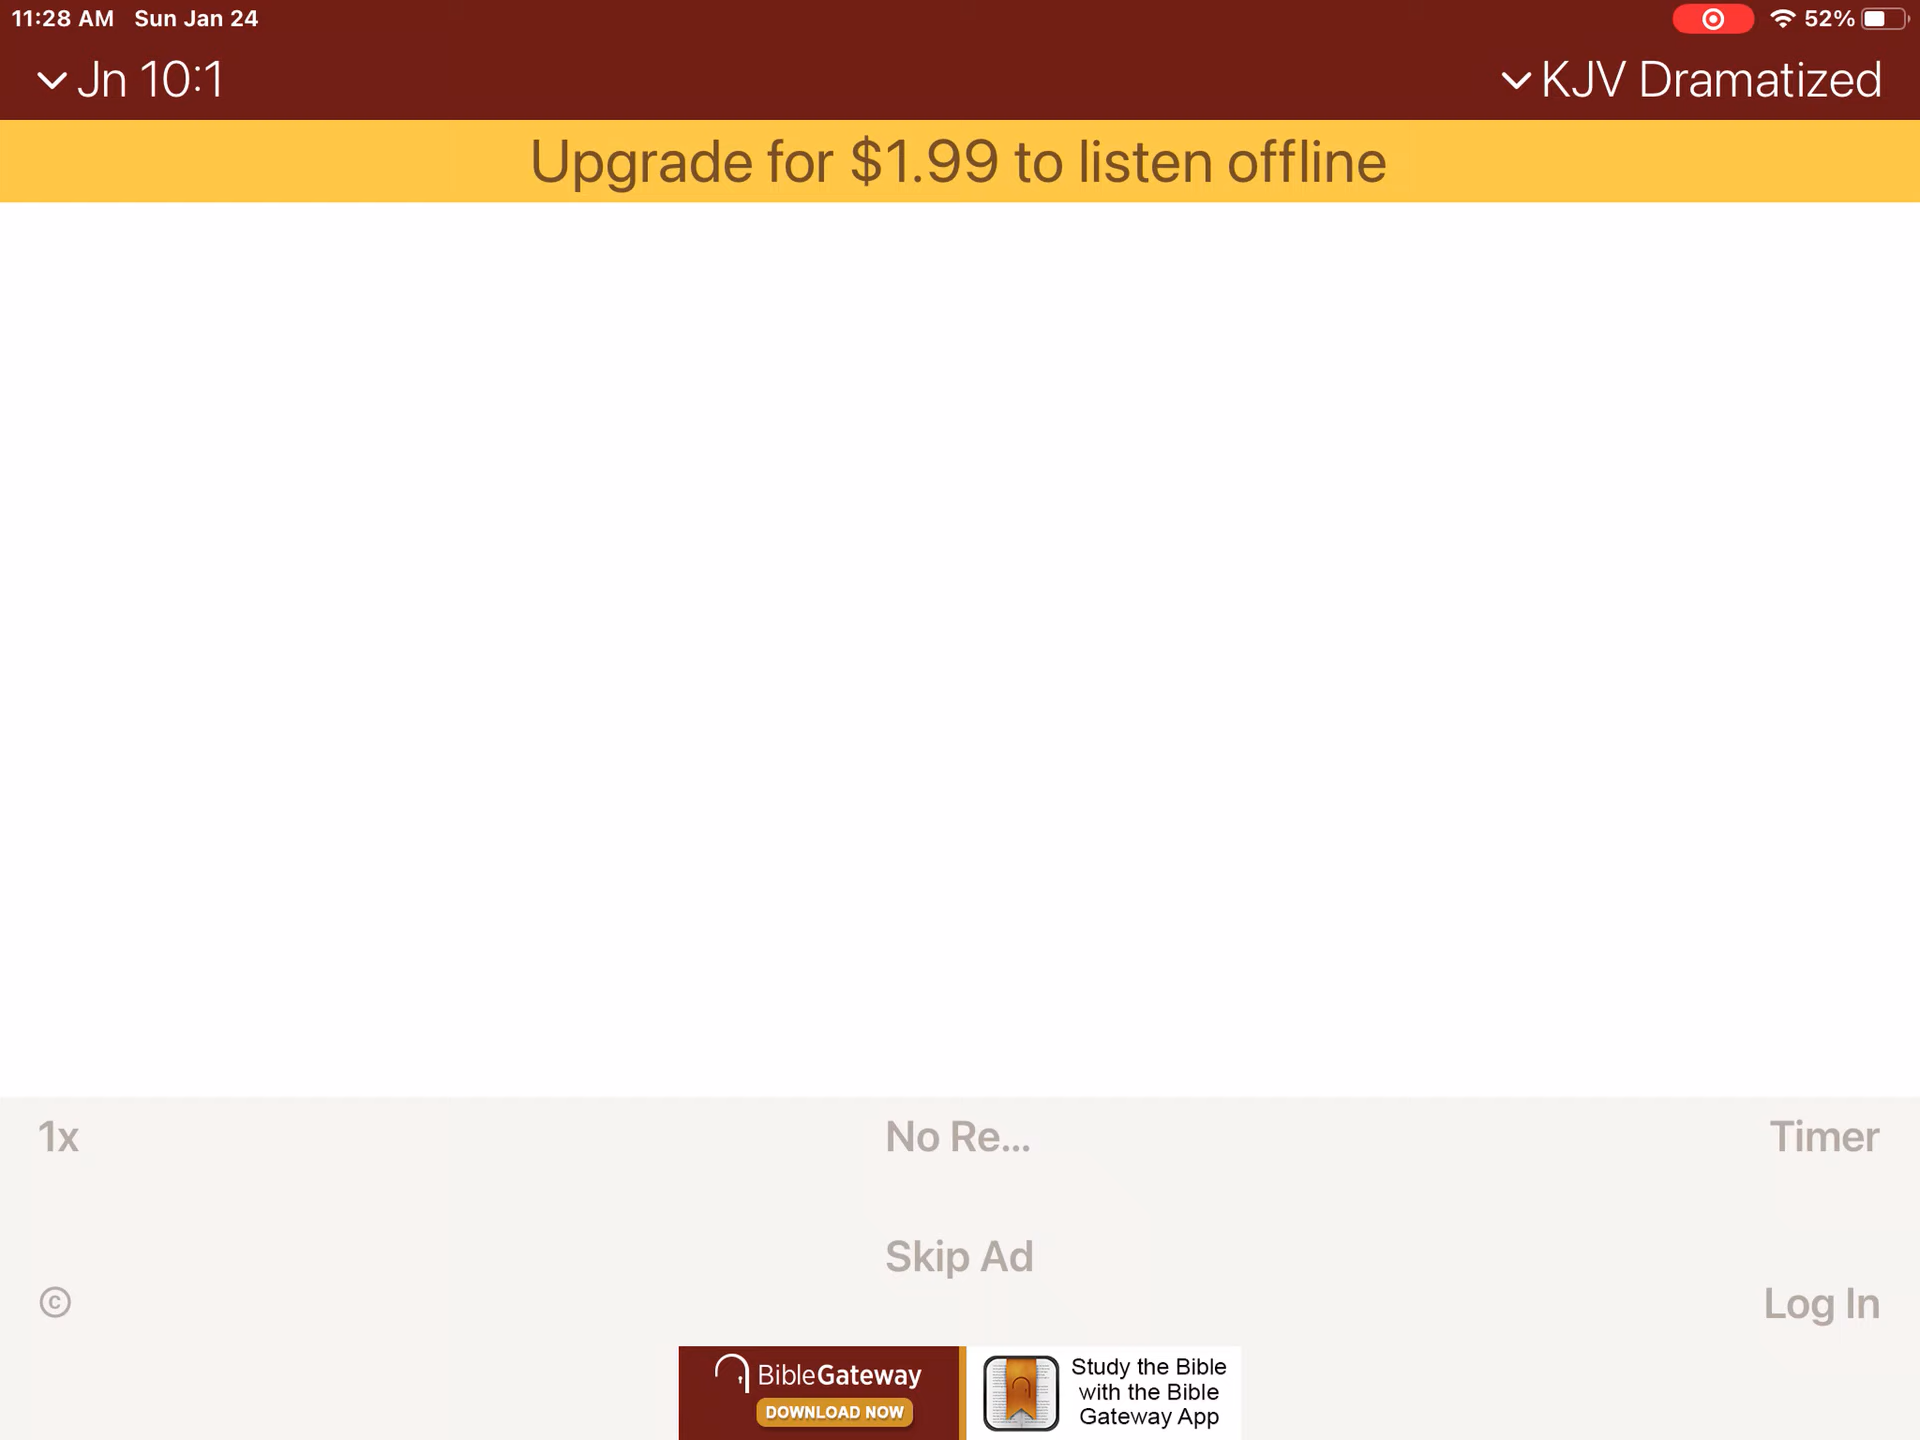 11:28 AM Sun Jan 24
52%
Jn 10:1
KJV Dramatized
Upgrade for $1.99 to listen offline
1x
No Re...
Timer
Skip Ad
©
Log In
BibleGateway
DOWNLOAD NOW
Study the Bible
with the Bible
Gateway App